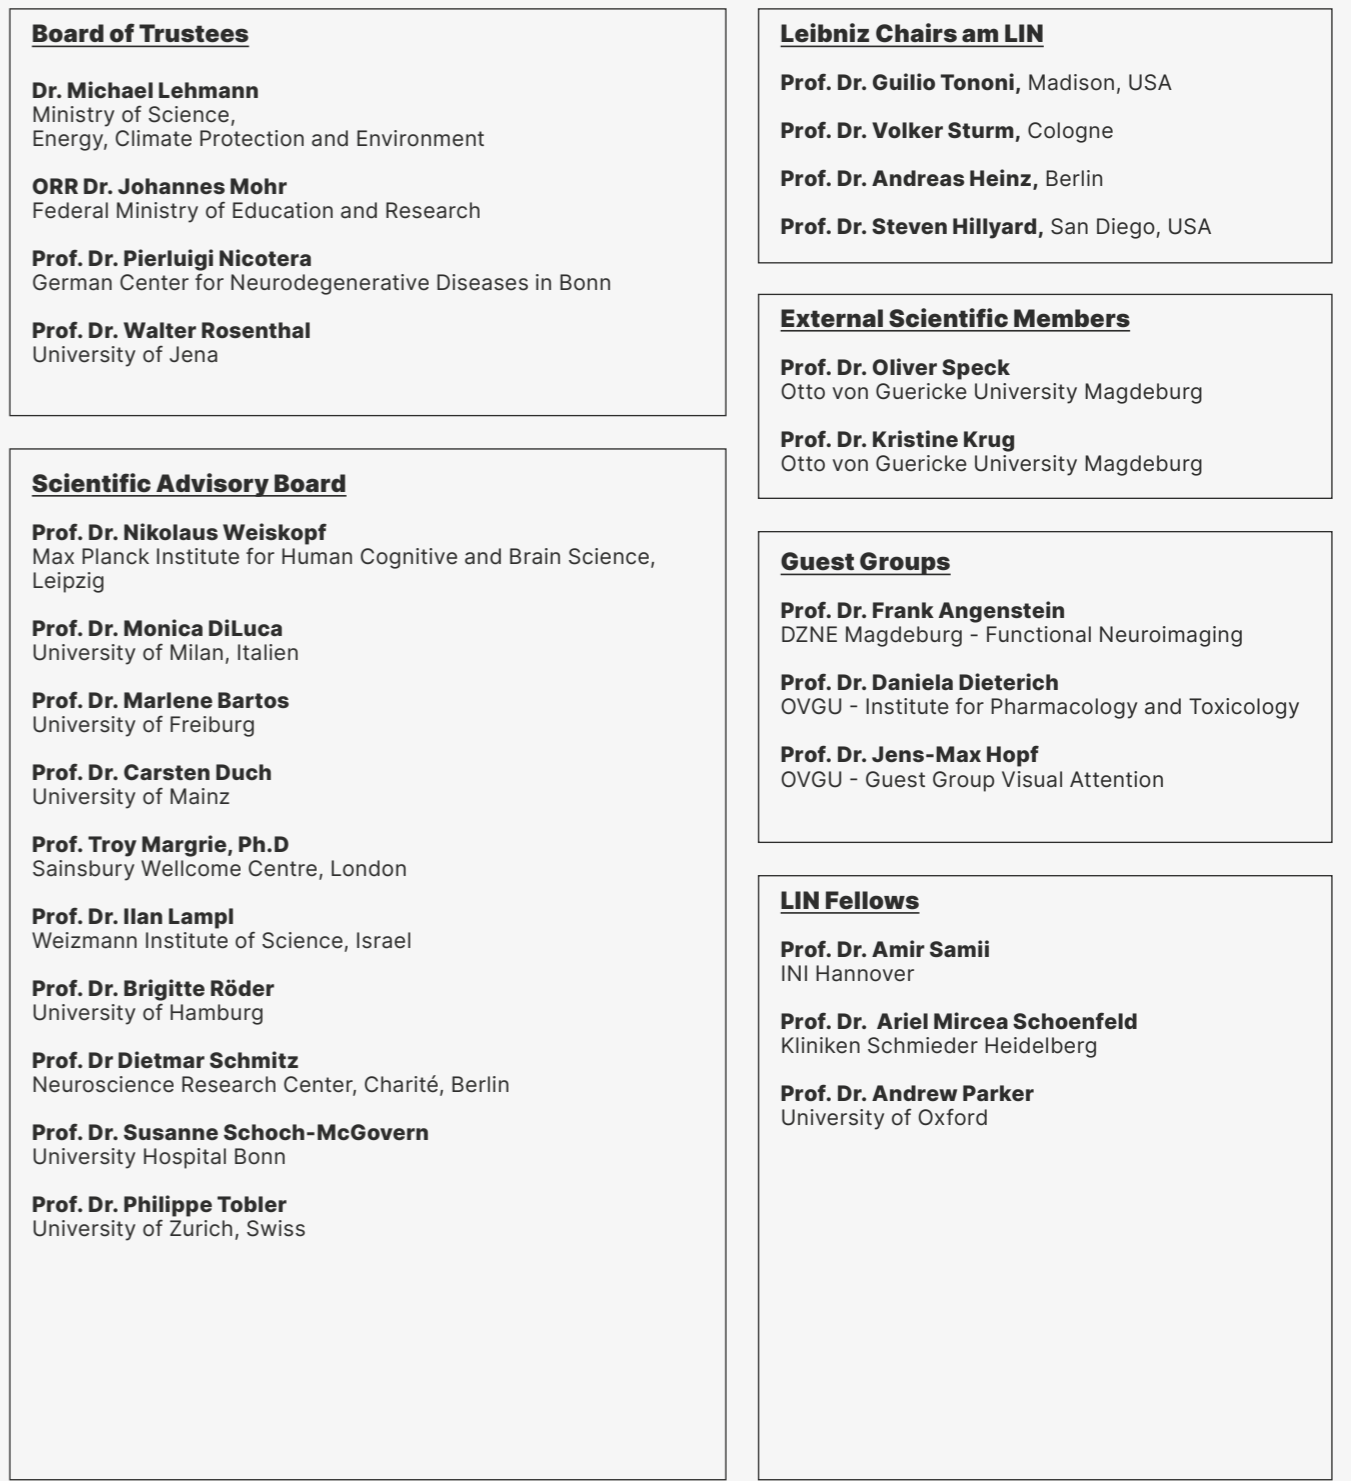 Board of Trustees
Dr. Michael Lehmann
Ministry of Science,
Energy, Climate Protection and Environment
ORR Dr. Johannes Mohr
Federal Ministry of Education and Research
Prof. Dr. Pierluigi Nicotera
German Center for Neurodegenerative Diseases in Bonn
Prof. Dr. Walter Rosenthal
University of Jena
Scientific Advisory Board
Prof. Dr. Nikolaus Weiskopf
Max Planck Institute for Human Cognitive and Brain Science,
Leipzig
Prof. Dr. Monica DiLuca
University of Milan, Italien
Prof. Dr. Marlene Bartos
University of Freiburg
Prof. Dr. Carsten Duch
University of Mainz
Prof. Troy Margrie, Ph.D
Sainsbury Wellcome Centre, London
Prof. Dr. Ilan Lampl
Weizmann Institute of Science, Israel
Prof. Dr. Brigitte Röder
University of Hamburg
Prof. Dr Dietmar Schmitz
Neuroscience Research Center, Charité, Berlin
Prof. Dr. Susanne Schoch-McGovern
University Hospital Bonn
Prof. Dr. Philippe Tobler
University of Zurich, Swiss
Leibniz Chairs am LIN
Prof. Dr. Guilio Tononi, Madison, USA
Prof. Dr. Volker Sturm, Cologne
Prof. Dr. Andreas Heinz, Berlin
Prof. Dr. Steven Hillyard, San Diego, USA
External Scientific Members
Prof. Dr. Oliver Speck
Otto von Guericke University Magdeburg
Prof. Dr. Kristine Krug
Otto von Guericke University Magdeburg
Guest Groups
Prof. Dr. Frank Angenstein
DZNE Magdeburg - Functional Neuroimaging
Prof. Dr. Daniela Dieterich
OVGU - Institute for Pharmacology and Toxicology
Prof. Dr. Jens-Max Hopf
OVGU - Guest Group Visual Attention
LIN Fellows
Prof. Dr. Amir Samii
INI Hannover
Prof. Dr.  Ariel Mircea Schoenfeld
Kliniken Schmieder Heidelberg
Prof. Dr. Andrew Parker
University of Oxford